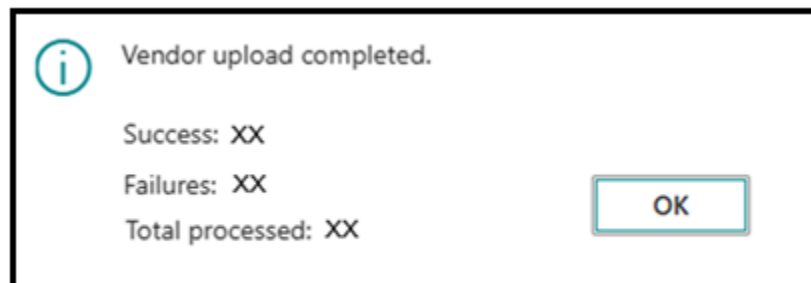 Vendor upload completed.
Success: XX
Failures: XX
Total processed: XX
OK